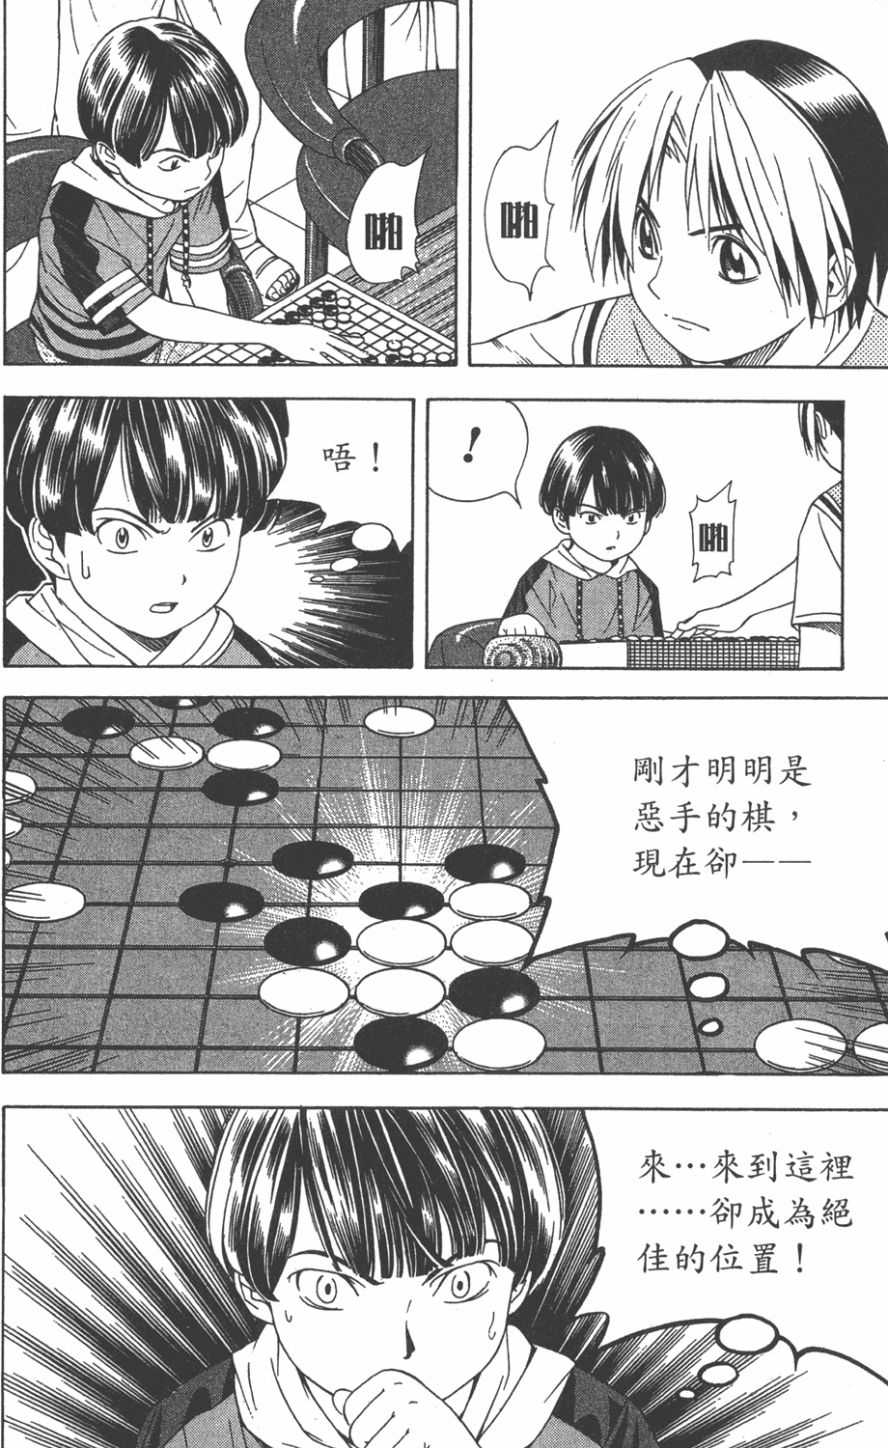 啪
啪
唔！
！
啪
剛才明明是
惡手的棋，
現在卻——
來…來到這裡
……卻成為絕
佳的位置！